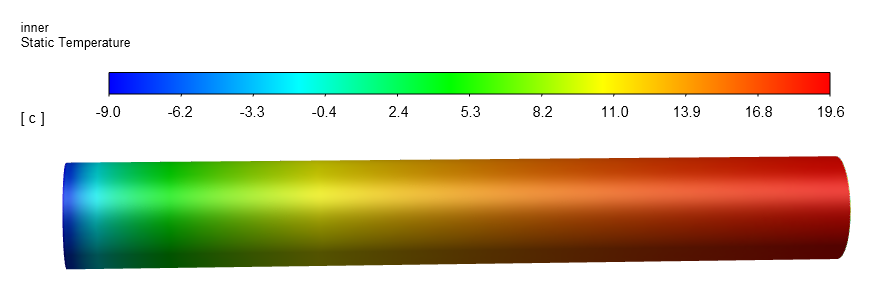 inner
Static Temperature
[ c ]
-9.0 -6.2 -3.3 -0.4 2.4 5.3 8.2 11.0 13.9 16.8 19.6